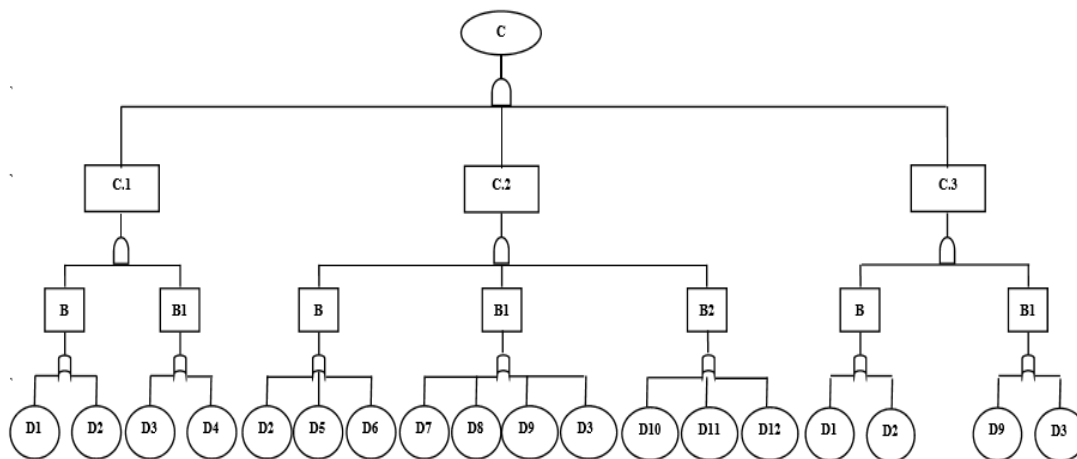 C
C.1 C.2 C.3
B B1 B B1 B2 B B1
D1 D2 D3 D4 D2 D5 D6 D7 D8 D9 D3 D10 D11 D12 D1 D2 D9 D3